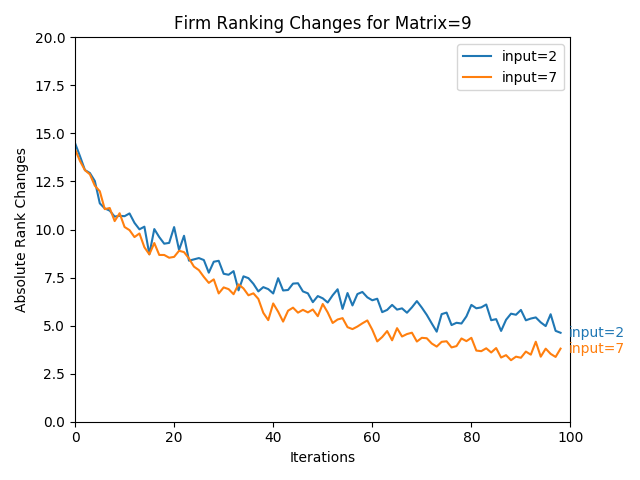 Firm Ranking Changes for Matrix=9
20.0
17.5
15.0
12.5
10.0
7.5
5.0
2.5
0.0
Absolute Rank Changes
input=2
input=7
input=2
input=7
0
20
40
60
80
100
Iterations